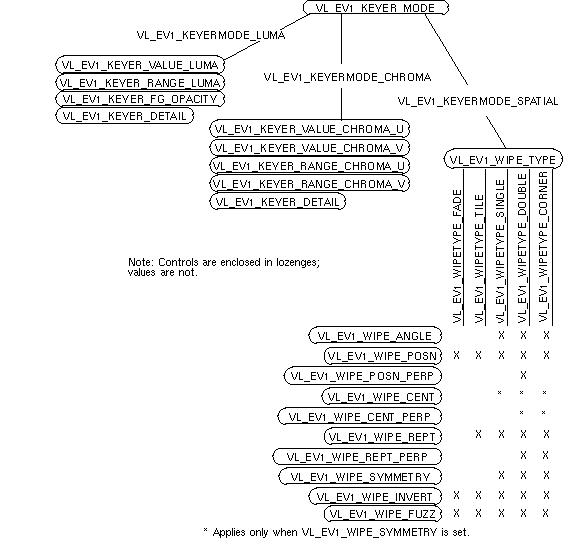 VL_EV1_KEYER_MODE
VL_EV1_KEYERMODE_LUMA
VL_EV1_KEYER_VALUE_LUMA
VL_EV1_KEYER_RANGE_LUMA
VL_EV1_KEYER_FG_OPACITY
VL_EV1_KEYER_DETAIL
VL_EV1_KEYERMODE_CHROMA
VL_EV1_KEYER_VALUE_CHROMA_U
VL_EV1_KEYER_VALUE_CHROMA_V
VL_EV1_KEYER_RANGE_CHROMA_U
VL_EV1_KEYER_RANGE_CHROMA_V
VL_EV1_KEYER_DETAIL
VL_EV1_KEYERMODE_SPATIAL
VL_EV1_WIPE_TYPE
VL_EV1_WIPETYPE_FADE
VL_EV1_WIPETYPE_TILE
VL_EV1_WIPETYPE_SINGLE
VL_EV1_WIPETYPE_DOUBLE
VL_EV1_WIPETYPE_CORNER
Note: Controls are enclosed in lozenges;
values are not.
VL_EV1_WIPE_ANGLE X X X
VL_EV1_WIPE_POSN X X X X X
VL_EV1_WIPE_POSN_PERP X
VL_EV1_WIPE_CENT * * *
VL_EV1_WIPE_CENT_PERP * *
VL_EV1_WIPE_REPT X X X X
VL_EV1_WIPE_REPT_PERP X X
VL_EV1_WIPE_SYMMETRY X X X
VL_EV1_WIPE_INVERT X X X X X
VL_EV1_WIPE_FUZZ X X X X X
* Applies only when VL_EV1_WIPE_SYMMETRY is set.